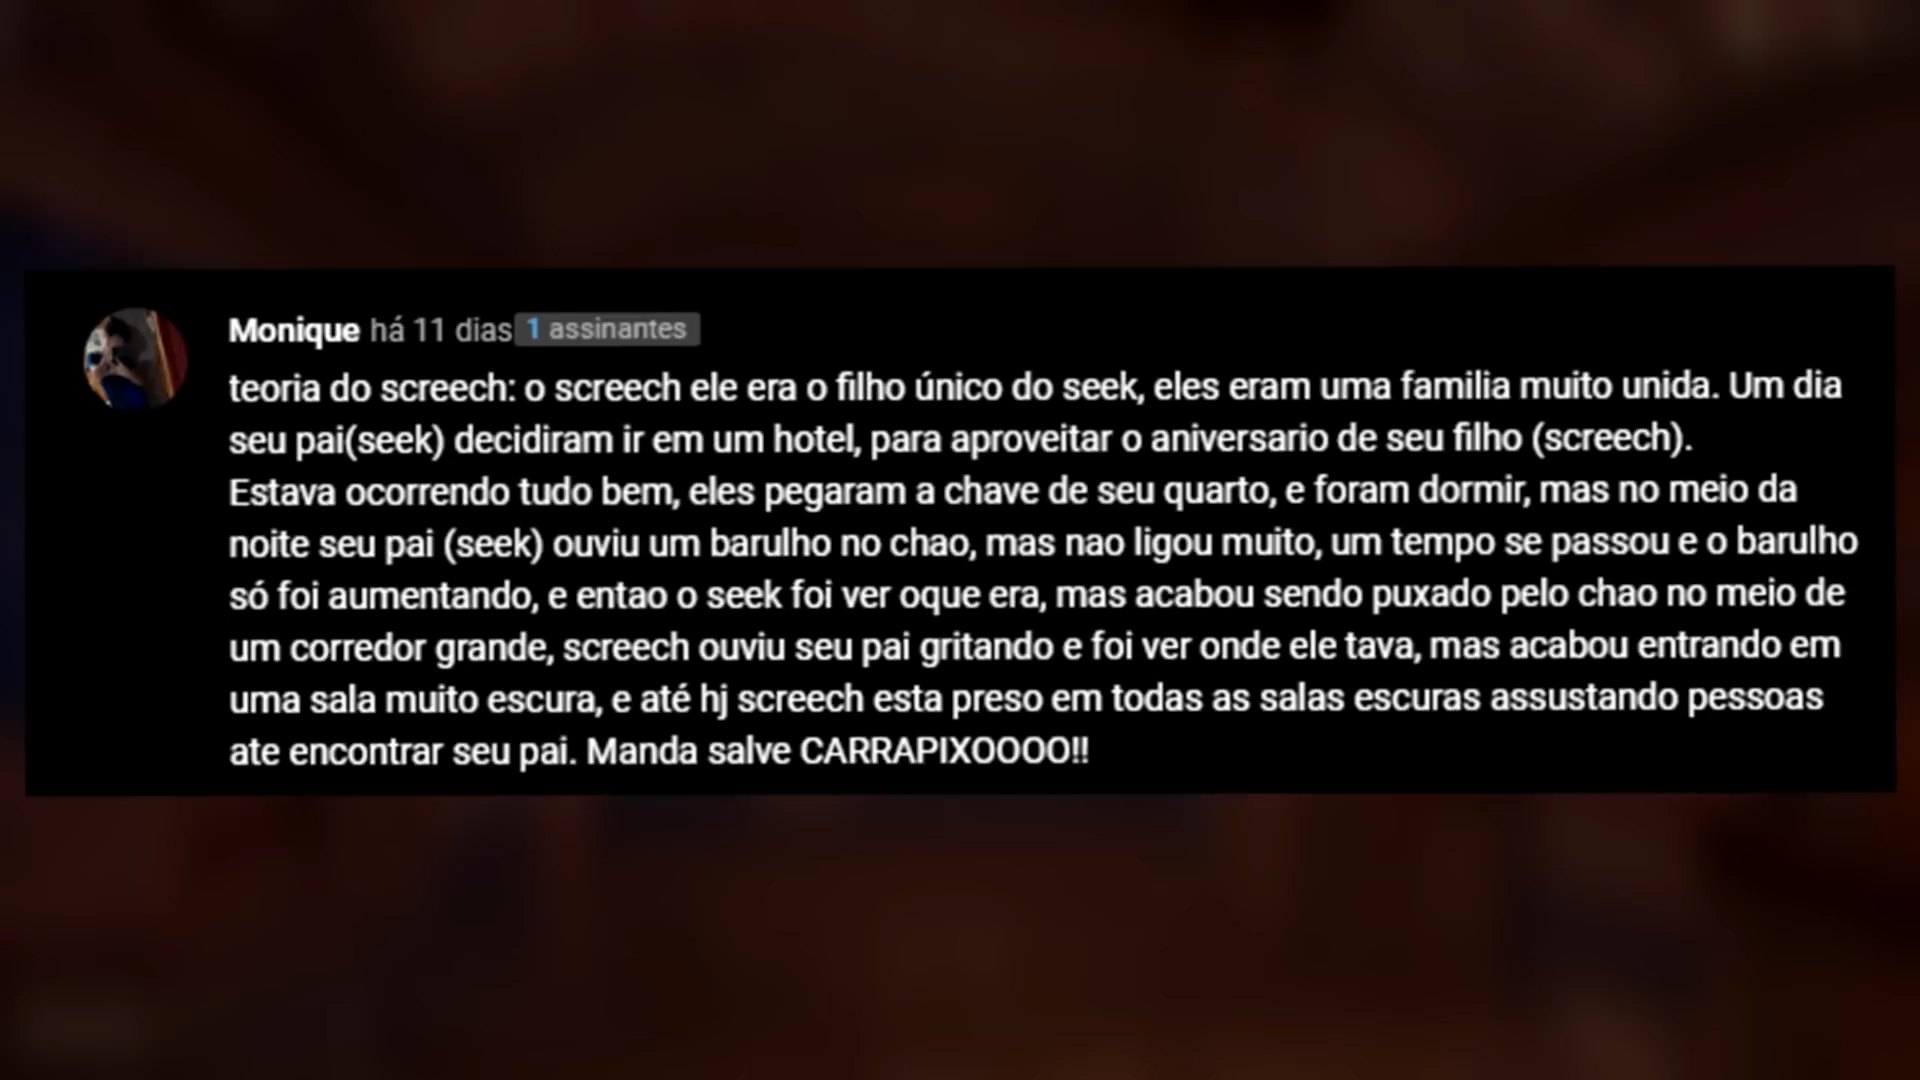 Monique há 11 dias 1 assinantes
teoria do screech: o screech ele era o filho único do seek, eles eram uma familia muito unida. Um dia
seu pai(seek) decidiram ir em um hotel, para aproveitar o aniversario de seu filho (screech).
Estava ocorrendo tudo bem, eles pegaram a chave de seu quarto, e foram dormir, mas no meio da
noite seu pai (seek) ouviu um barulho no chao, mas nao ligou muito, um tempo se passou e o barulho
só foi aumentando, e entao o seek foi ver oque era, mas acabou sendo puxado pelo chao no meio de
um corredor grande, screech ouviu seu pai gritando e foi ver onde ele tava, mas acabou entrando em
uma sala muito escura, e até hj screech esta preso em todas as salas escuras assustando pessoas
ate encontrar seu pai. Manda salve CARRAPIXOOOO!!